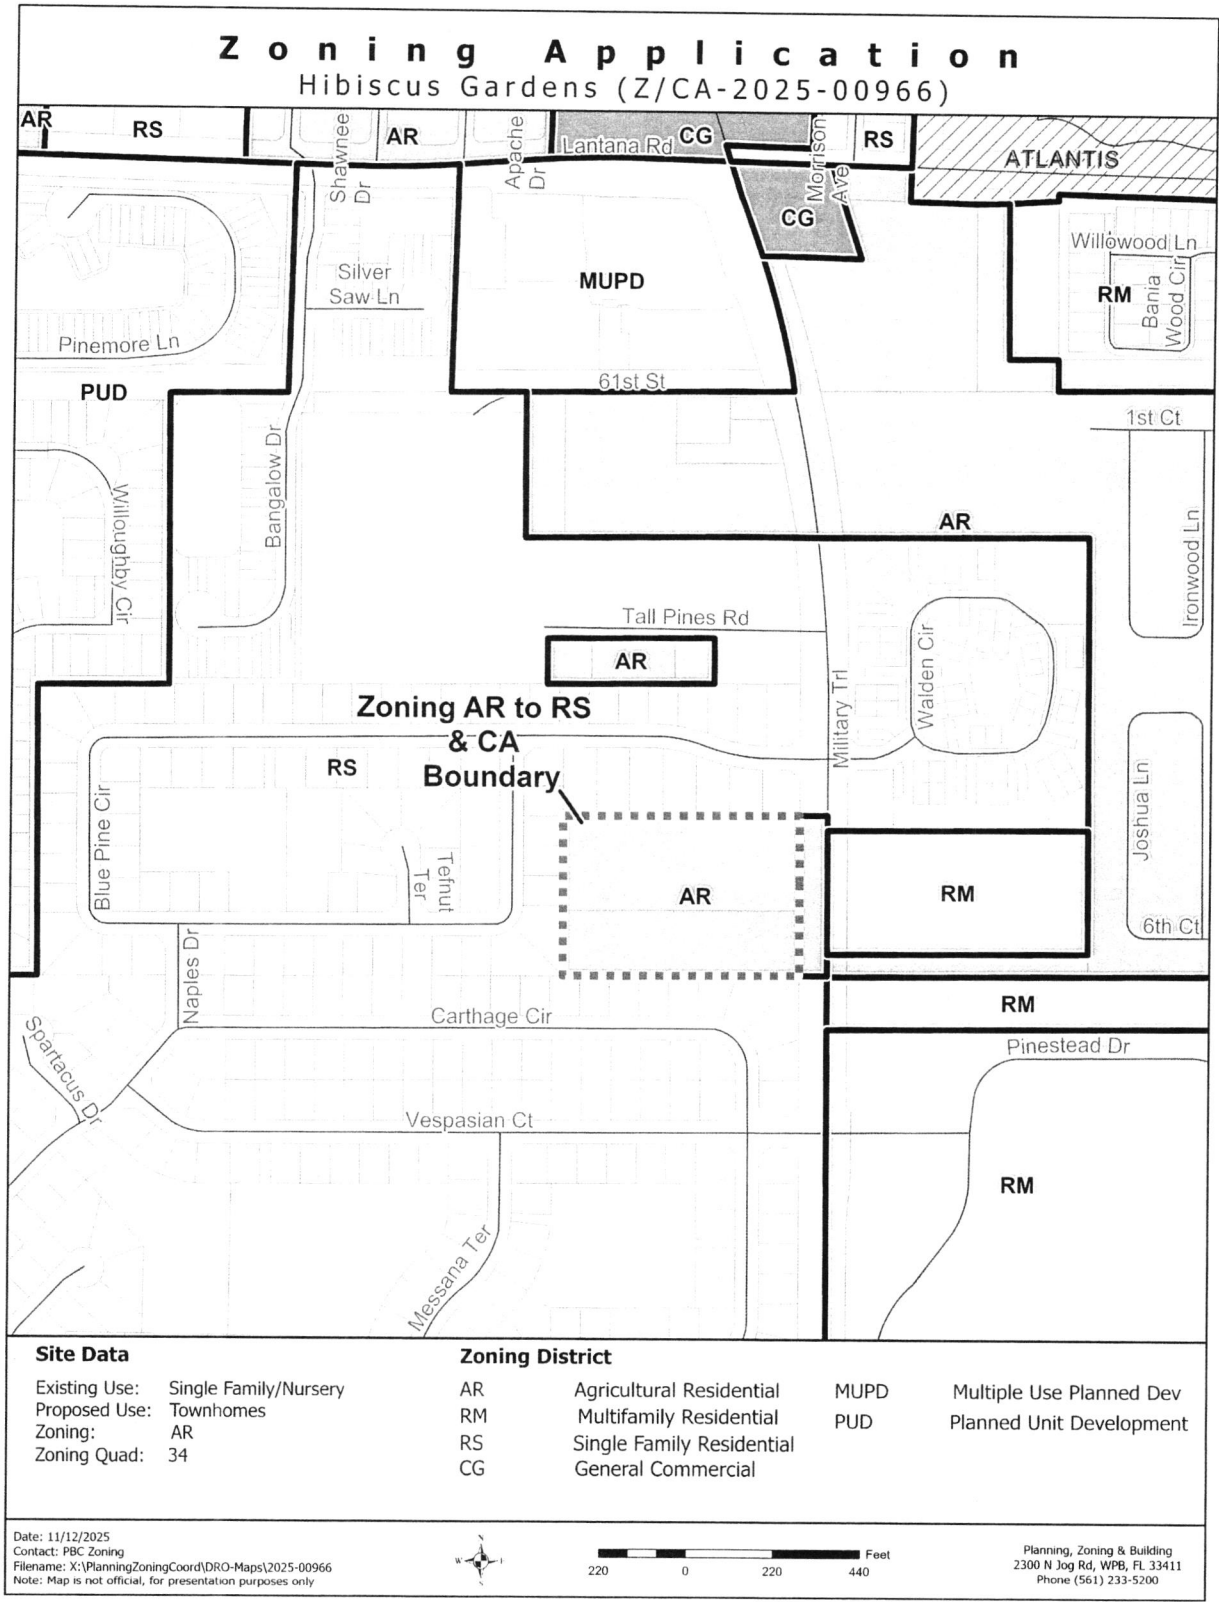 Zoning Application
Hibiscus Gardens (Z/CA-2025-00966)
AR
RS
Shawnee
Dr
AR
Apache
Dr
Lantana Rd
CG
Morrison
Ave
RS
ATLANTIS
CG
Silver
Saw Ln
MUPD
Willowood Ln
RM
Bania
Wood Cir
Pinemore Ln
PUD
61st St
1st Ct
Willoughby Cir
Bangalow Dr
AR
Ironwood Ln
Tall Pines Rd
AR
Walden Cir
Military Trl
Zoning AR to RS
& CA
Boundary
RS
Blue Pine Cir
Tefnut
Ter
AR
RM
Joshua Ln
6th Ct
Naples Dr
Carthage Cir
RM
Spartacus Dr
Pinestead Dr
Vespasian Ct
RM
Messana Ter
Site Data
Existing Use: Single Family/Nursery
Proposed Use: Townhomes
Zoning: AR
Zoning Quad: 34
Zoning District
AR Agricultural Residential
RM Multifamily Residential
RS Single Family Residential
CG General Commercial
MUPD Multiple Use Planned Dev
PUD Planned Unit Development
Date: 11/12/2025
Contact: PBC Zoning
Filename: X:\PlanningZoningCoord\DRO-Maps\2025-00966
Note: Map is not official, for presentation purposes only
N
W
E
S
Feet
220 0 220 440
Planning, Zoning & Building
2300 N Jog Rd, WPB, FL 33411
Phone (561) 233-5200